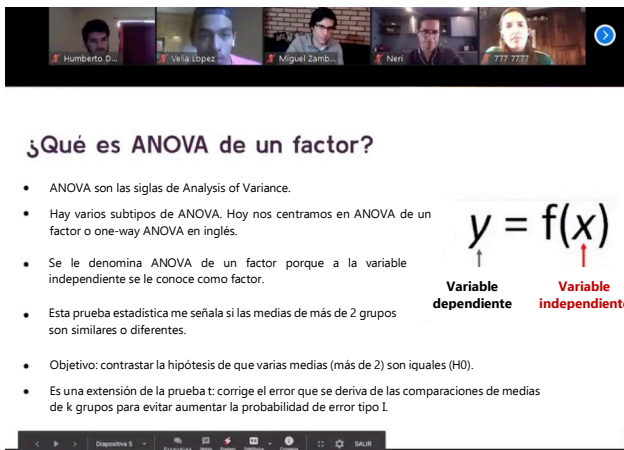 Humberto D...
Velia Lopez
Miguel Zamb...
Neri
777 7777
¿Qué es ANOVA de un factor?
• ANOVA son las siglas de Analysis of Variance.
• Hay varios subtipos de ANOVA. Hoy nos centramos en ANOVA de un
factor o one-way ANOVA en inglés.
• Se le denomina ANOVA de un factor porque a la variable
independiente se le conoce como factor.
• Esta prueba estadística me señala si las medias de más de 2 grupos
son similares o diferentes.
• Objetivo: contrastar la hipótesis de que varias medias (más de 2) son iguales (H0).
• Es una extensión de la prueba t: corrige el error que se deriva de las comparaciones de medias
de k grupos para evitar aumentar la probabilidad de error tipo I.
y = f(x)
Variable
dependiente
Variable
independiente
Diapositiva 5
SALIR